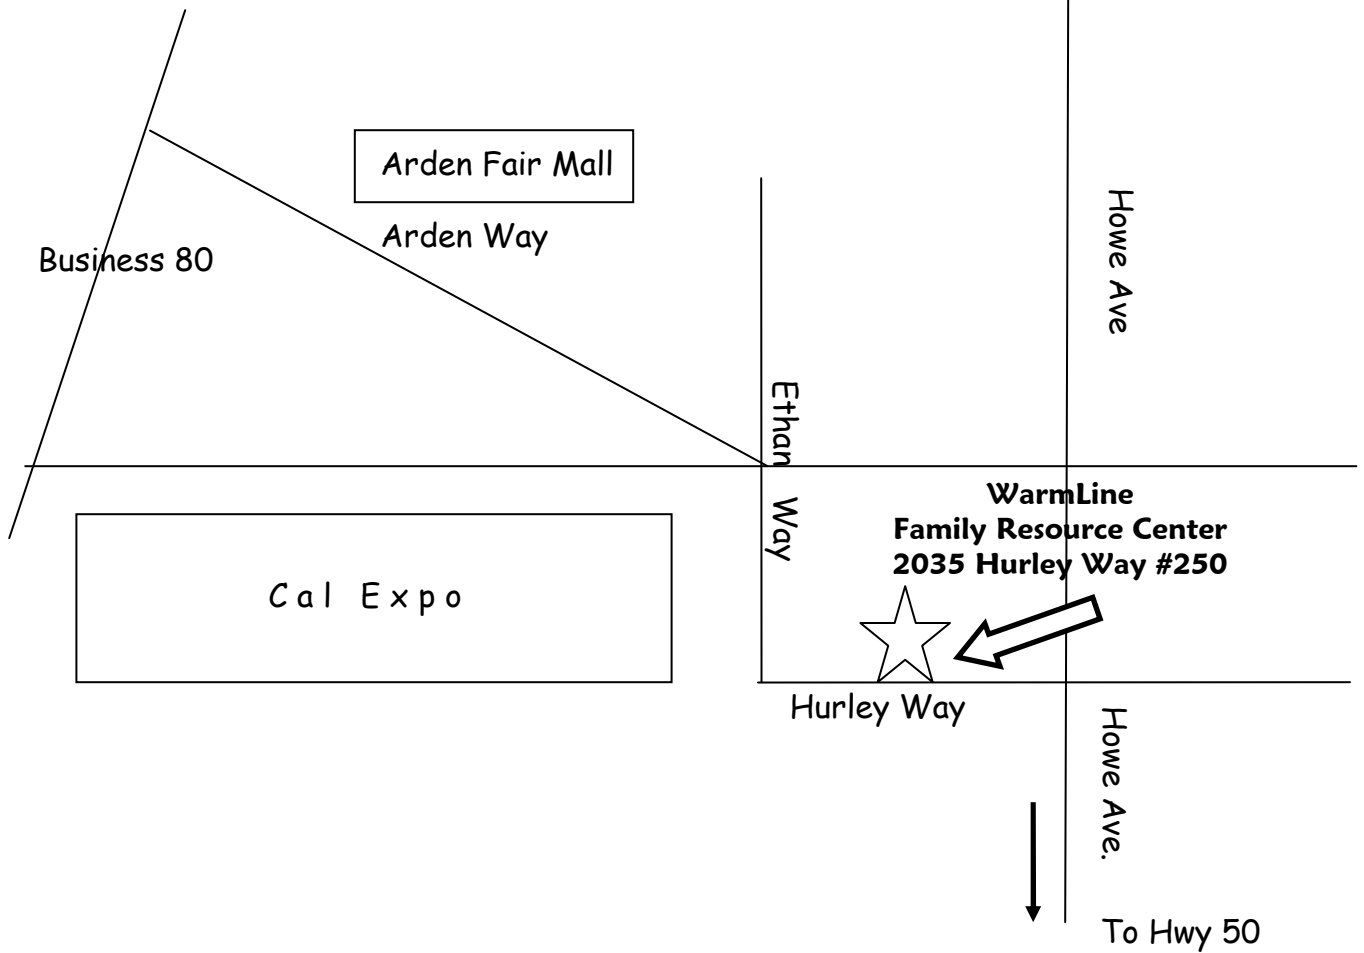 Arden Fair Mall
Arden Way
Business 80
Howe Ave
Ethan Way
WarmLine
Family Resource Center
2035 Hurley Way #250
Cal Expo
Hurley Way
Howe Ave.
To Hwy 50